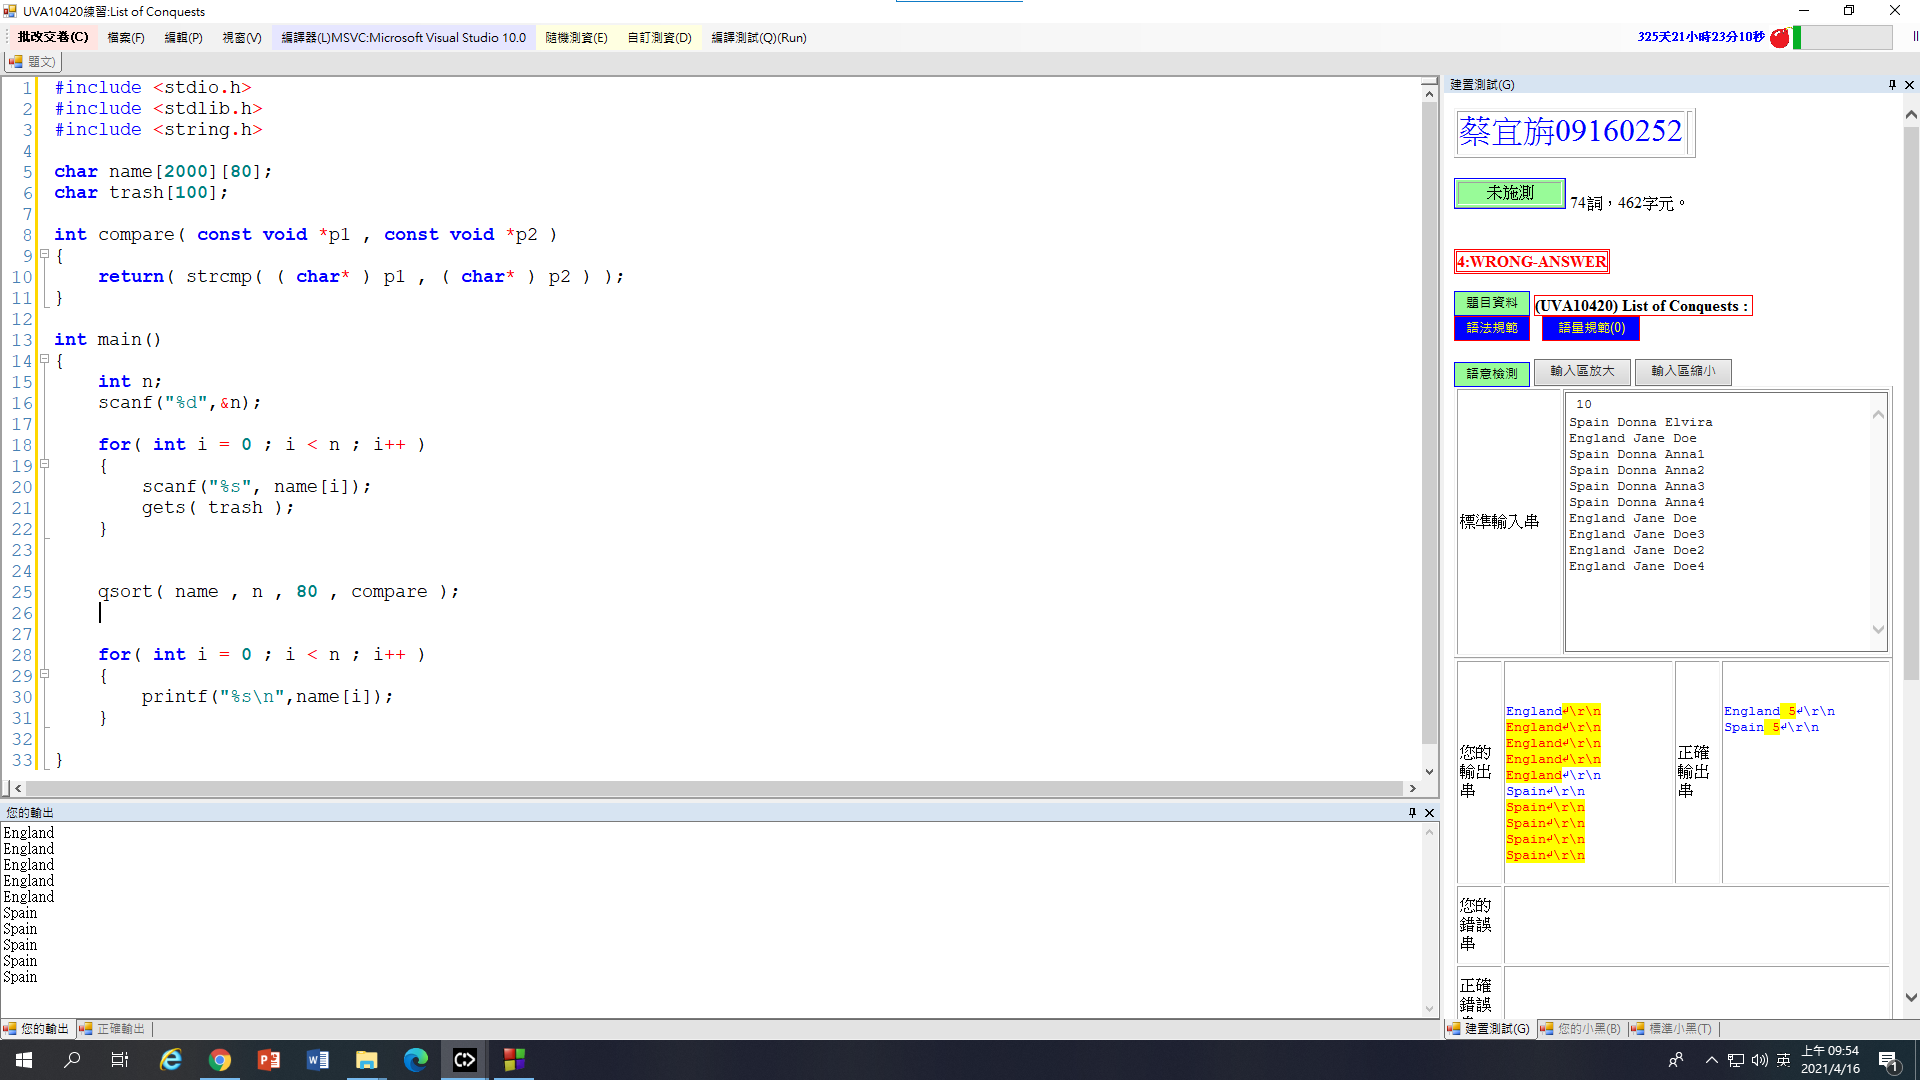 UVA10420練習:List of Conquests
批改交卷(C) 檔案(F) 編輯(P) 視窗(V) 編譯器(L)MSVC:Microsoft Visual Studio 10.0 隨機測資(E) 自訂測資(D) 編譯測試(Q)(Run)
325天21小時23分10秒
題文)
1 #include <stdio.h>
2 #include <stdlib.h>
3 #include <string.h>
4
5 char name[2000][80];
6 char trash[100];
7
8 int compare( const void *p1 , const void *p2 )
9 {
10 return( strcmp( ( char* ) p1 , ( char* ) p2 ) );
11 }
12
13 int main()
14 {
15 int n;
16 scanf("%d",&n);
17
18 for( int i = 0 ; i < n ; i++ )
19 {
20 scanf("%s", name[i]);
21 gets( trash );
22 }
23
24
25 qsort( name , n , 80 , compare );
26
27
28 for( int i = 0 ; i < n ; i++ )
29 {
30 printf("%s\n",name[i]);
31 }
32
33 }
您的輸出
England
England
England
England
England
Spain
Spain
Spain
Spain
Spain
您的輸出 正確輸出
建置測試(G)
蔡宜旃09160252
未施測 74詞，462字元。
4:WRONG-ANSWER
題目資料 (UVA10420) List of Conquests :
語法規範 語量規範(0)
語意檢測 輸入區放大 輸入區縮小
標準輸入串
10
Spain Donna Elvira
England Jane Doe
Spain Donna Anna1
Spain Donna Anna2
Spain Donna Anna3
Spain Donna Anna4
England Jane Doe
England Jane Doe3
England Jane Doe2
England Jane Doe4
您的輸出串
England↲\r\n
England↲\r\n
England↲\r\n
England↲\r\n
England↲\r\n
Spain↲\r\n
Spain↲\r\n
Spain↲\r\n
Spain↲\r\n
Spain↲\r\n
正確輸出串
England 5↲\r\n
Spain 5↲\r\n
您的錯誤串
正確錯誤
建置測試(G) 您的小黑(B) 標準小黑(T)
英
上午 09:54
2021/4/16
1